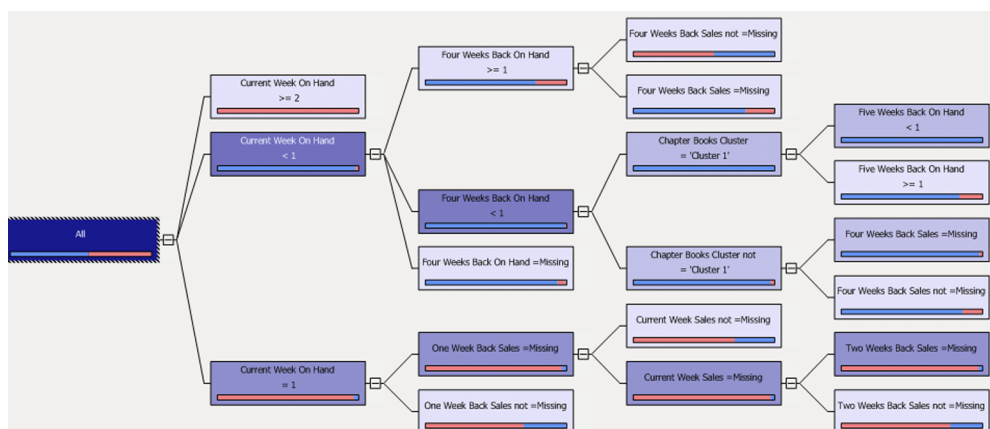 All
Current Week On Hand
>= 2
Current Week On Hand
< 1
Current Week On Hand
= 1
Four Weeks Back On Hand
>= 1
Four Weeks Back On Hand
< 1
Four Weeks Back On Hand =Missing
One Week Back Sales =Missing
One Week Back Sales not =Missing
Four Weeks Back Sales not =Missing
Four Weeks Back Sales =Missing
Chapter Books Cluster
= 'Cluster 1'
Chapter Books Cluster not
= 'Cluster 1'
Current Week Sales not =Missing
Current Week Sales =Missing
Five Weeks Back On Hand
< 1
Five Weeks Back On Hand
>= 1
Four Weeks Back Sales =Missing
Four Weeks Back Sales not =Missing
Two Weeks Back Sales =Missing
Two Weeks Back Sales not =Missing